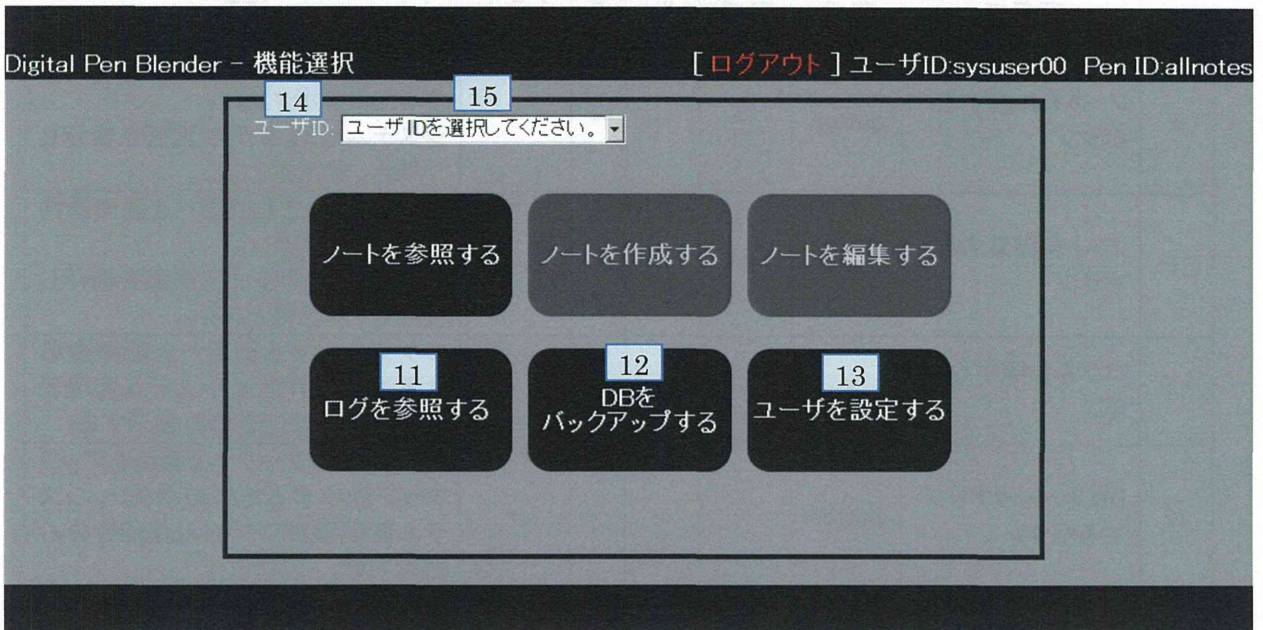 Digital Pen Blender - 機能選択
[ ログアウト ] ユーザID:sysuser00 Pen ID:allnotes
14
15
ユーザID: ユーザIDを選択してください。
ノートを参照する
ノートを作成する
ノートを編集する
11
ログを参照する
12
DBを
バックアップする
13
ユーザを設定する